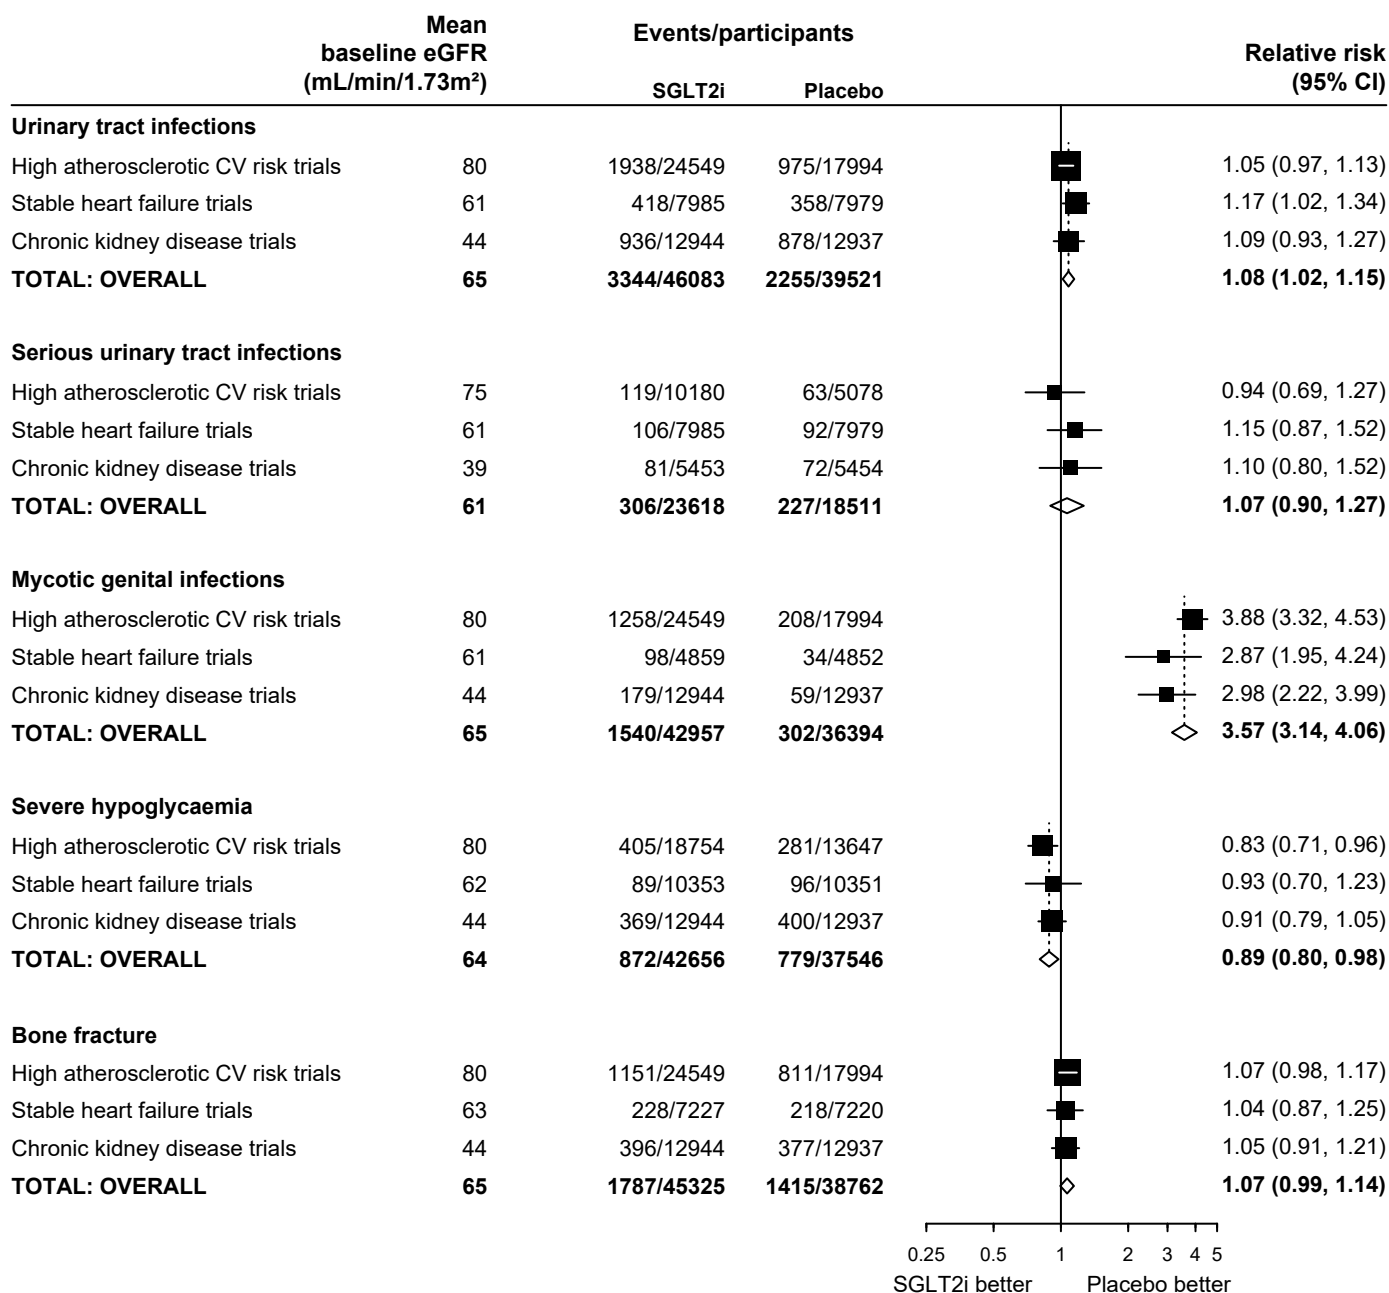 Mean
baseline eGFR
(mL/min/1.73m²)
Events/participants
SGLT2i Placebo
Relative risk
(95% CI)
Urinary tract infections
High atherosclerotic CV risk trials 80 1938/24549 975/17994 1.05 (0.97, 1.13)
Stable heart failure trials 61 418/7985 358/7979 1.17 (1.02, 1.34)
Chronic kidney disease trials 44 936/12944 878/12937 1.09 (0.93, 1.27)
TOTAL: OVERALL 65 3344/46083 2255/39521 1.08 (1.02, 1.15)
Serious urinary tract infections
High atherosclerotic CV risk trials 75 119/10180 63/5078 0.94 (0.69, 1.27)
Stable heart failure trials 61 106/7985 92/7979 1.15 (0.87, 1.52)
Chronic kidney disease trials 39 81/5453 72/5454 1.10 (0.80, 1.52)
TOTAL: OVERALL 61 306/23618 227/18511 1.07 (0.90, 1.27)
Mycotic genital infections
High atherosclerotic CV risk trials 80 1258/24549 208/17994 3.88 (3.32, 4.53)
Stable heart failure trials 61 98/4859 34/4852 2.87 (1.95, 4.24)
Chronic kidney disease trials 44 179/12944 59/12937 2.98 (2.22, 3.99)
TOTAL: OVERALL 65 1540/42957 302/36394 3.57 (3.14, 4.06)
Severe hypoglycaemia
High atherosclerotic CV risk trials 80 405/18754 281/13647 0.83 (0.71, 0.96)
Stable heart failure trials 62 89/10353 96/10351 0.93 (0.70, 1.23)
Chronic kidney disease trials 44 369/12944 400/12937 0.91 (0.79, 1.05)
TOTAL: OVERALL 64 872/42656 779/37546 0.89 (0.80, 0.98)
Bone fracture
High atherosclerotic CV risk trials 80 1151/24549 811/17994 1.07 (0.98, 1.17)
Stable heart failure trials 63 228/7227 218/7220 1.04 (0.87, 1.25)
Chronic kidney disease trials 44 396/12944 377/12937 1.05 (0.91, 1.21)
TOTAL: OVERALL 65 1787/45325 1415/38762 1.07 (0.99, 1.14)
0.25 0.5 1 2 3 4 5
SGLT2i better Placebo better